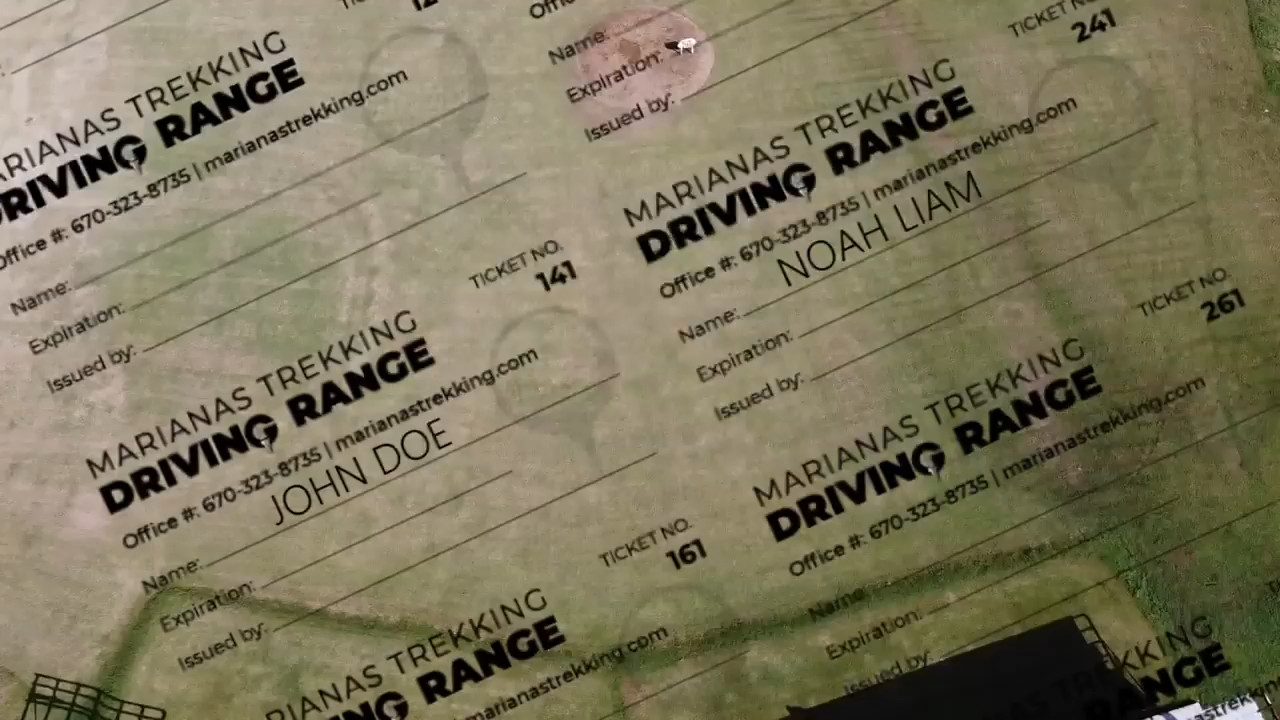 Name:
Expiration:
Issued by:
MARIANAS TREKKING
DRIVING RANGE
Office #: 670-323-8735 | marianastrekking.com
Name:
Expiration:
Issued by:
TICKET NO.
141
MARIANAS TREKKING
DRIVING RANGE
Office #: 670-323-8735 | marianastrekking.com
JOHN DOE
Name:
Expiration:
Issued by:
TICKET NO.
161
TREKKING
RANGE
marianastrekking.com
TICKET NO.
241
MARIANAS TREKKING
DRIVING RANGE
Office #: 670-323-8735 | marianastrekking.com
NOAH LIAM
Name:
Expiration:
Issued by:
TICKET NO.
261
MARIANAS TREKKING
DRIVING RANGE
Office #: 670-323-8735 | marianastrekking.com
Name:
Expiration:
Issued by:
RANGE